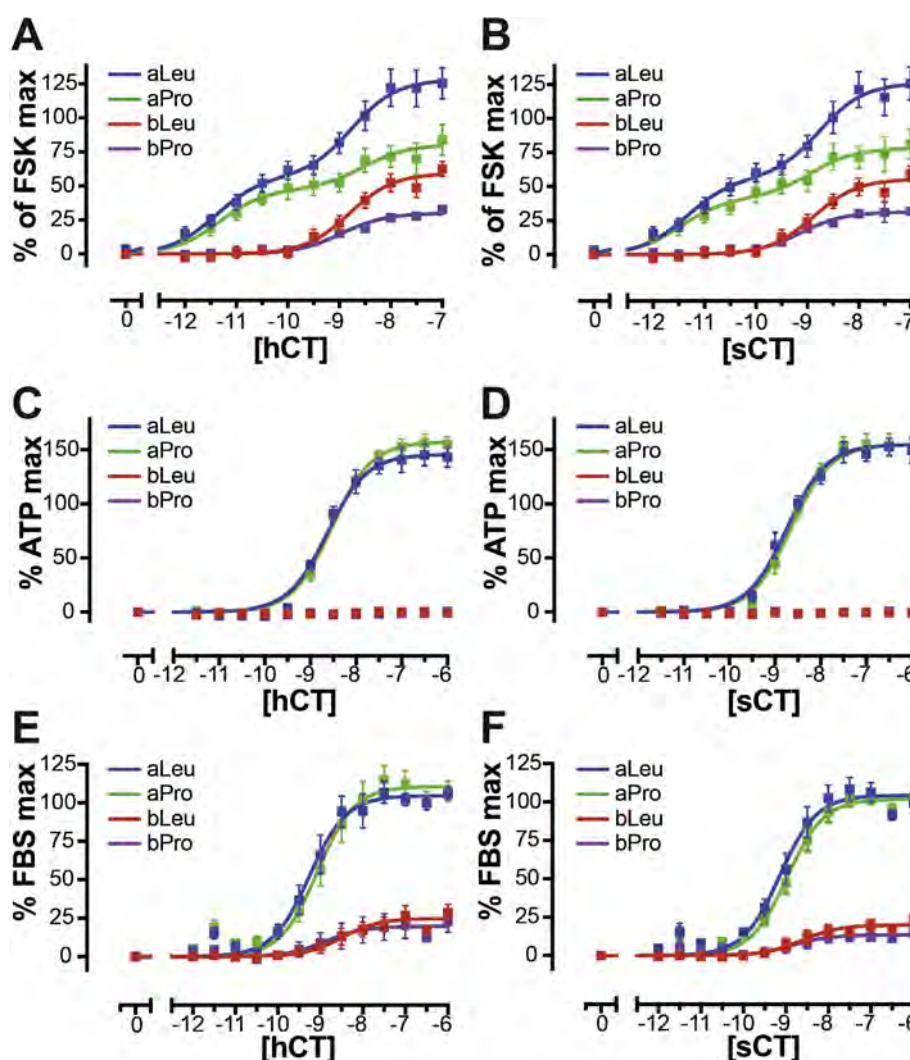 A
B
% of FSK max
aLeu
aPro
bLeu
bPro
125
100
75
50
25
0
0 -12 -11 -10 -9 -8 -7
[hCT]
% of FSK max
aLeu
aPro
bLeu
bPro
125
100
75
50
25
0
0 -12 -11 -10 -9 -8 -7
[sCT]
C
D
% ATP max
aLeu
aPro
bLeu
bPro
150
100
50
0
0 -12 -11 -10 -9 -8 -7 -6
[hCT]
% ATP max
aLeu
aPro
bLeu
bPro
150
100
50
0
0 -12 -11 -10 -9 -8 -7 -6
[sCT]
E
F
% FBS max
aLeu
aPro
bLeu
bPro
125
100
75
50
25
0
0 -12 -11 -10 -9 -8 -7 -6
[hCT]
% FBS max
aLeu
aPro
bLeu
bPro
125
100
75
50
25
0
0 -12 -11 -10 -9 -8 -7 -6
[sCT]